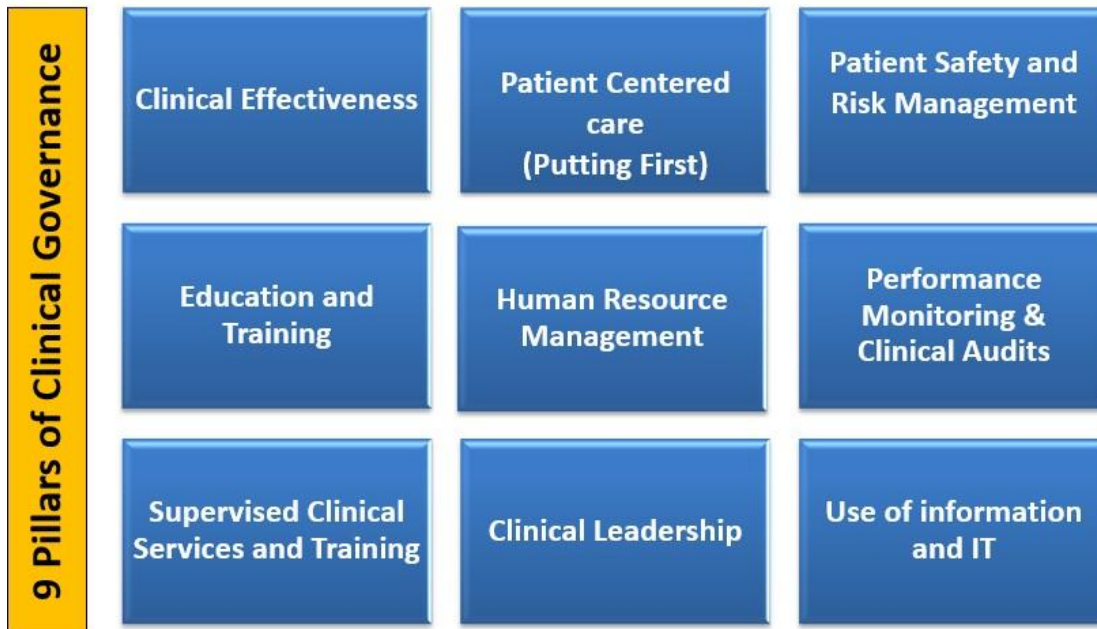 9 Pillars of Clinical Governance
Clinical Effectiveness
Patient Centered
care
(Putting First)
Patient Safety and
Risk Management
Education and
Training
Human Resource
Management
Performance
Monitoring &
Clinical Audits
Supervised Clinical
Services and Training
Clinical Leadership
Use of information
and IT